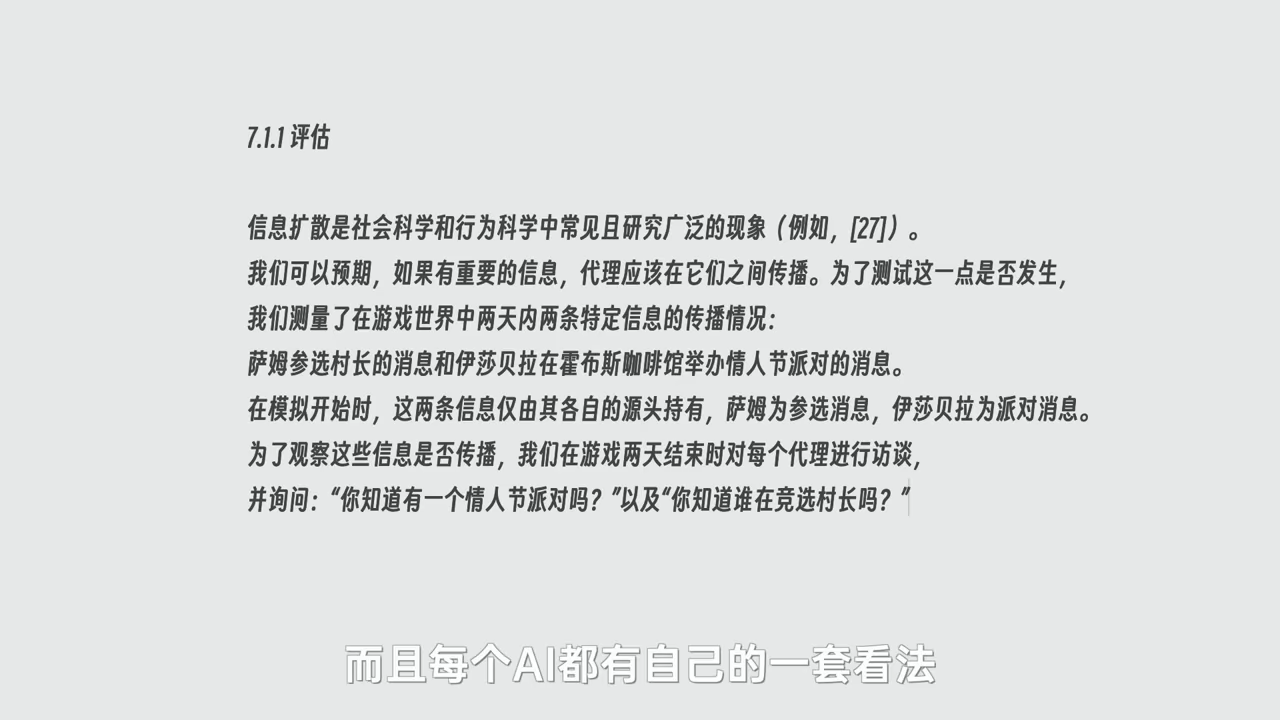 7.1.1 评估
信息扩散是社会科学和行为科学中常见且研究广泛的现象（例如，[27]）。
我们可以预期，如果有重要的信息，代理应该在它们之间传播。为了测试这一点是否发生，
我们测量了在游戏世界中两天内两条特定信息的传播情况：
萨姆参选村长的消息和伊莎贝拉在霍布斯咖啡馆举办情人节派对的消息。
在模拟开始时，这两条信息仅由其各自的源头持有，萨姆为参选消息，伊莎贝拉为派对消息。
为了观察这些信息是否传播，我们在游戏两天结束时对每个代理进行访谈，
并询问：“你知道有一个情人节派对吗？”以及“你知道谁在竞选村长吗？”
而且每个AI都有自己的一套看法